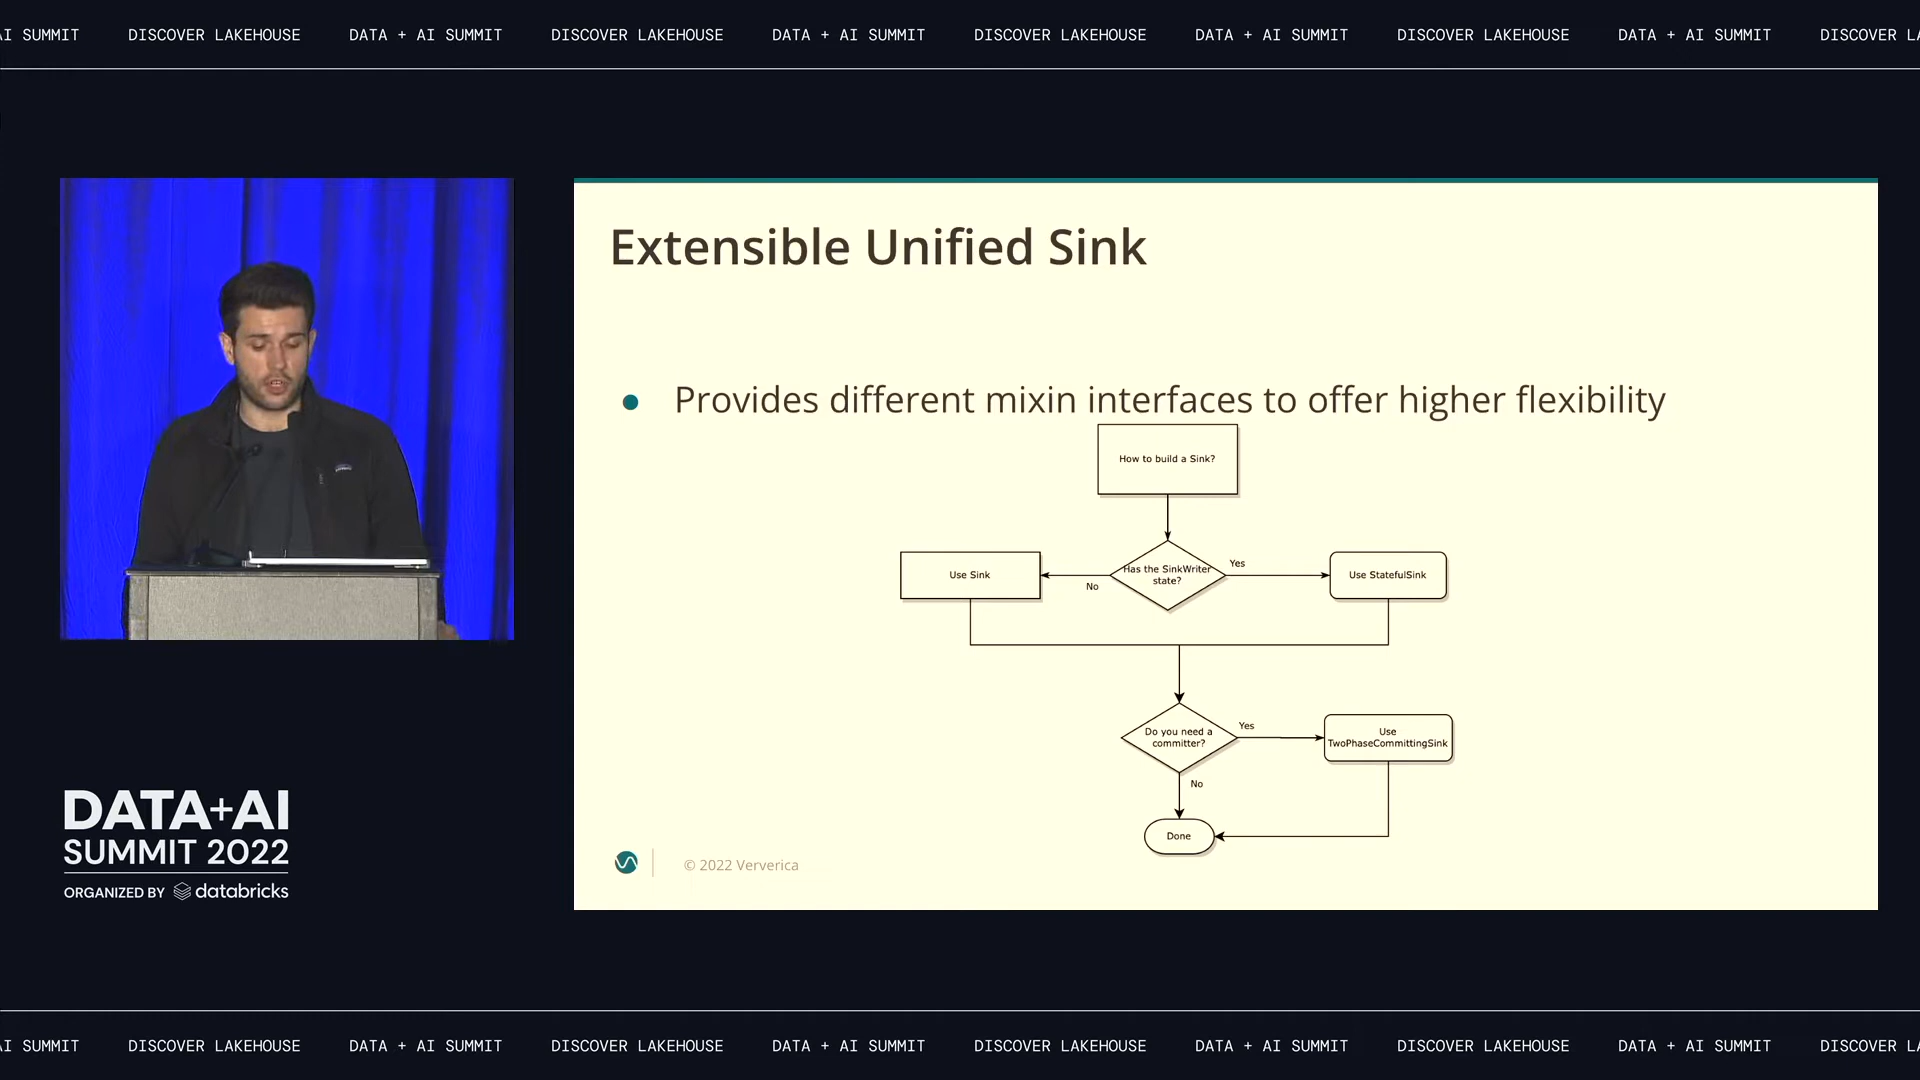 AI SUMMIT DISCOVER LAKEHOUSE DATA + AI SUMMIT DISCOVER LAKEHOUSE DATA + AI SUMMIT DISCOVER LAKEHOUSE DATA + AI SUMMIT DISCOVER LAKEHOUSE DATA + AI SUMMIT DISCOVER LA
Extensible Unified Sink
Provides different mixin interfaces to offer higher flexibility
How to build a Sink?
Use Sink
No
Has the SinkWriter
state?
Yes
Use StatefulSink
Do you need a
committer?
Yes
Use
TwoPhaseCommittingSink
No
Done
© 2022 Ververica
DATA+AI
SUMMIT 2022
ORGANIZED BY databricks
AI SUMMIT DISCOVER LAKEHOUSE DATA + AI SUMMIT DISCOVER LAKEHOUSE DATA + AI SUMMIT DISCOVER LAKEHOUSE DATA + AI SUMMIT DISCOVER LAKEHOUSE DATA + AI SUMMIT DISCOVER LA